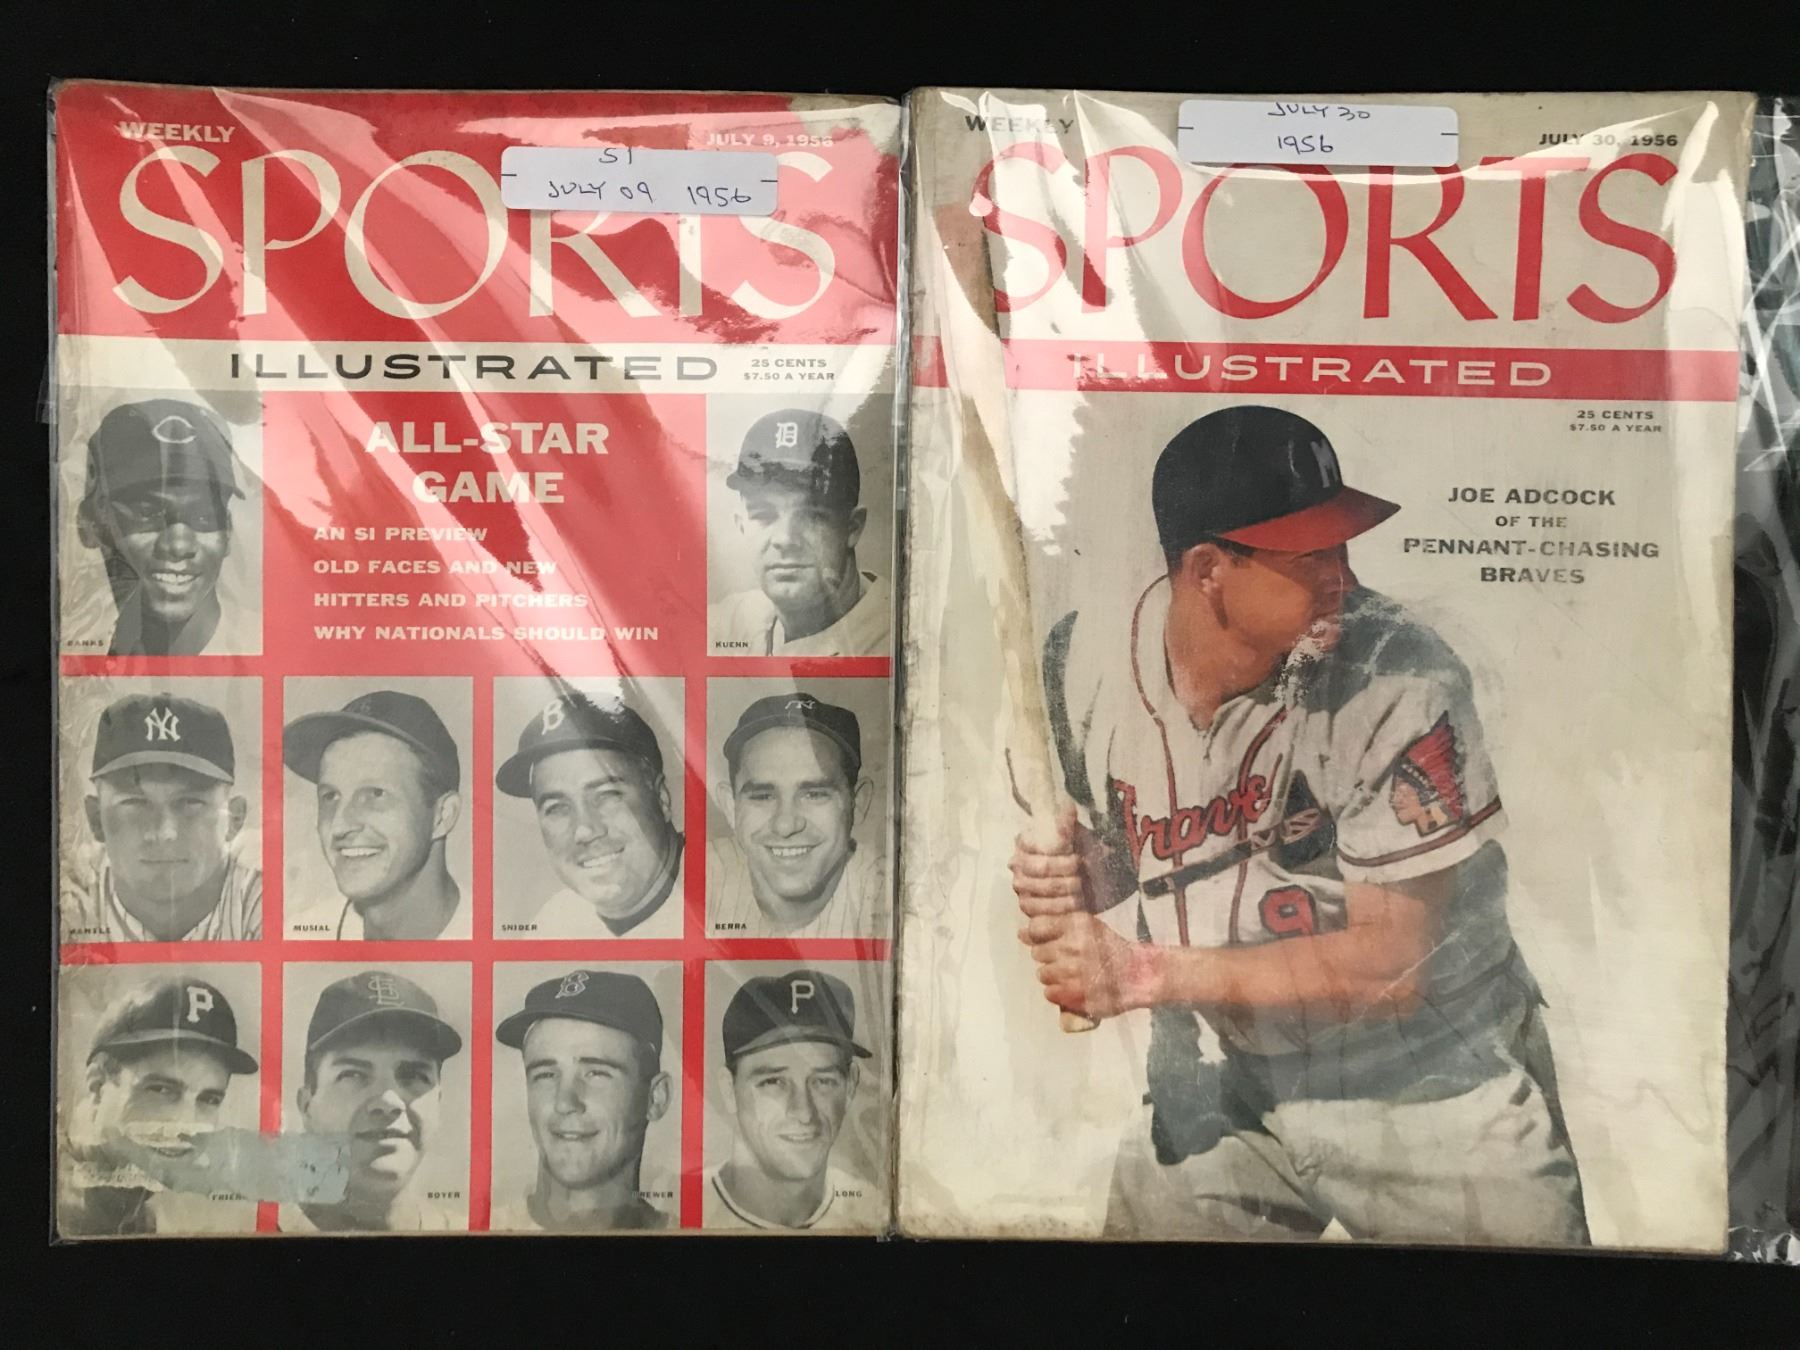 WEEKLY
JULY 9, 1956
SI
JULY 09 1956
SPORTS
ILLUSTRATED
25 CENTS
$7.50 A YEAR
ALL-STAR
GAME
AN SI PREVIEW
OLD FACES AND NEW
HITTERS AND PITCHERS
WHY NATIONALS SHOULD WIN
BANKS
KUENN
MANTLE
MUSIAL
SNIDER
BERRA
BOYER
BREWER
LONG
WEEKLY
JULY 30
1956
JULY 30, 1956
SPORTS
ILLUSTRATED
25 CENTS
$7.50 A YEAR
JOE ADCOCK
OF THE
PENNANT-CHASING
BRAVES
M
Brave
9